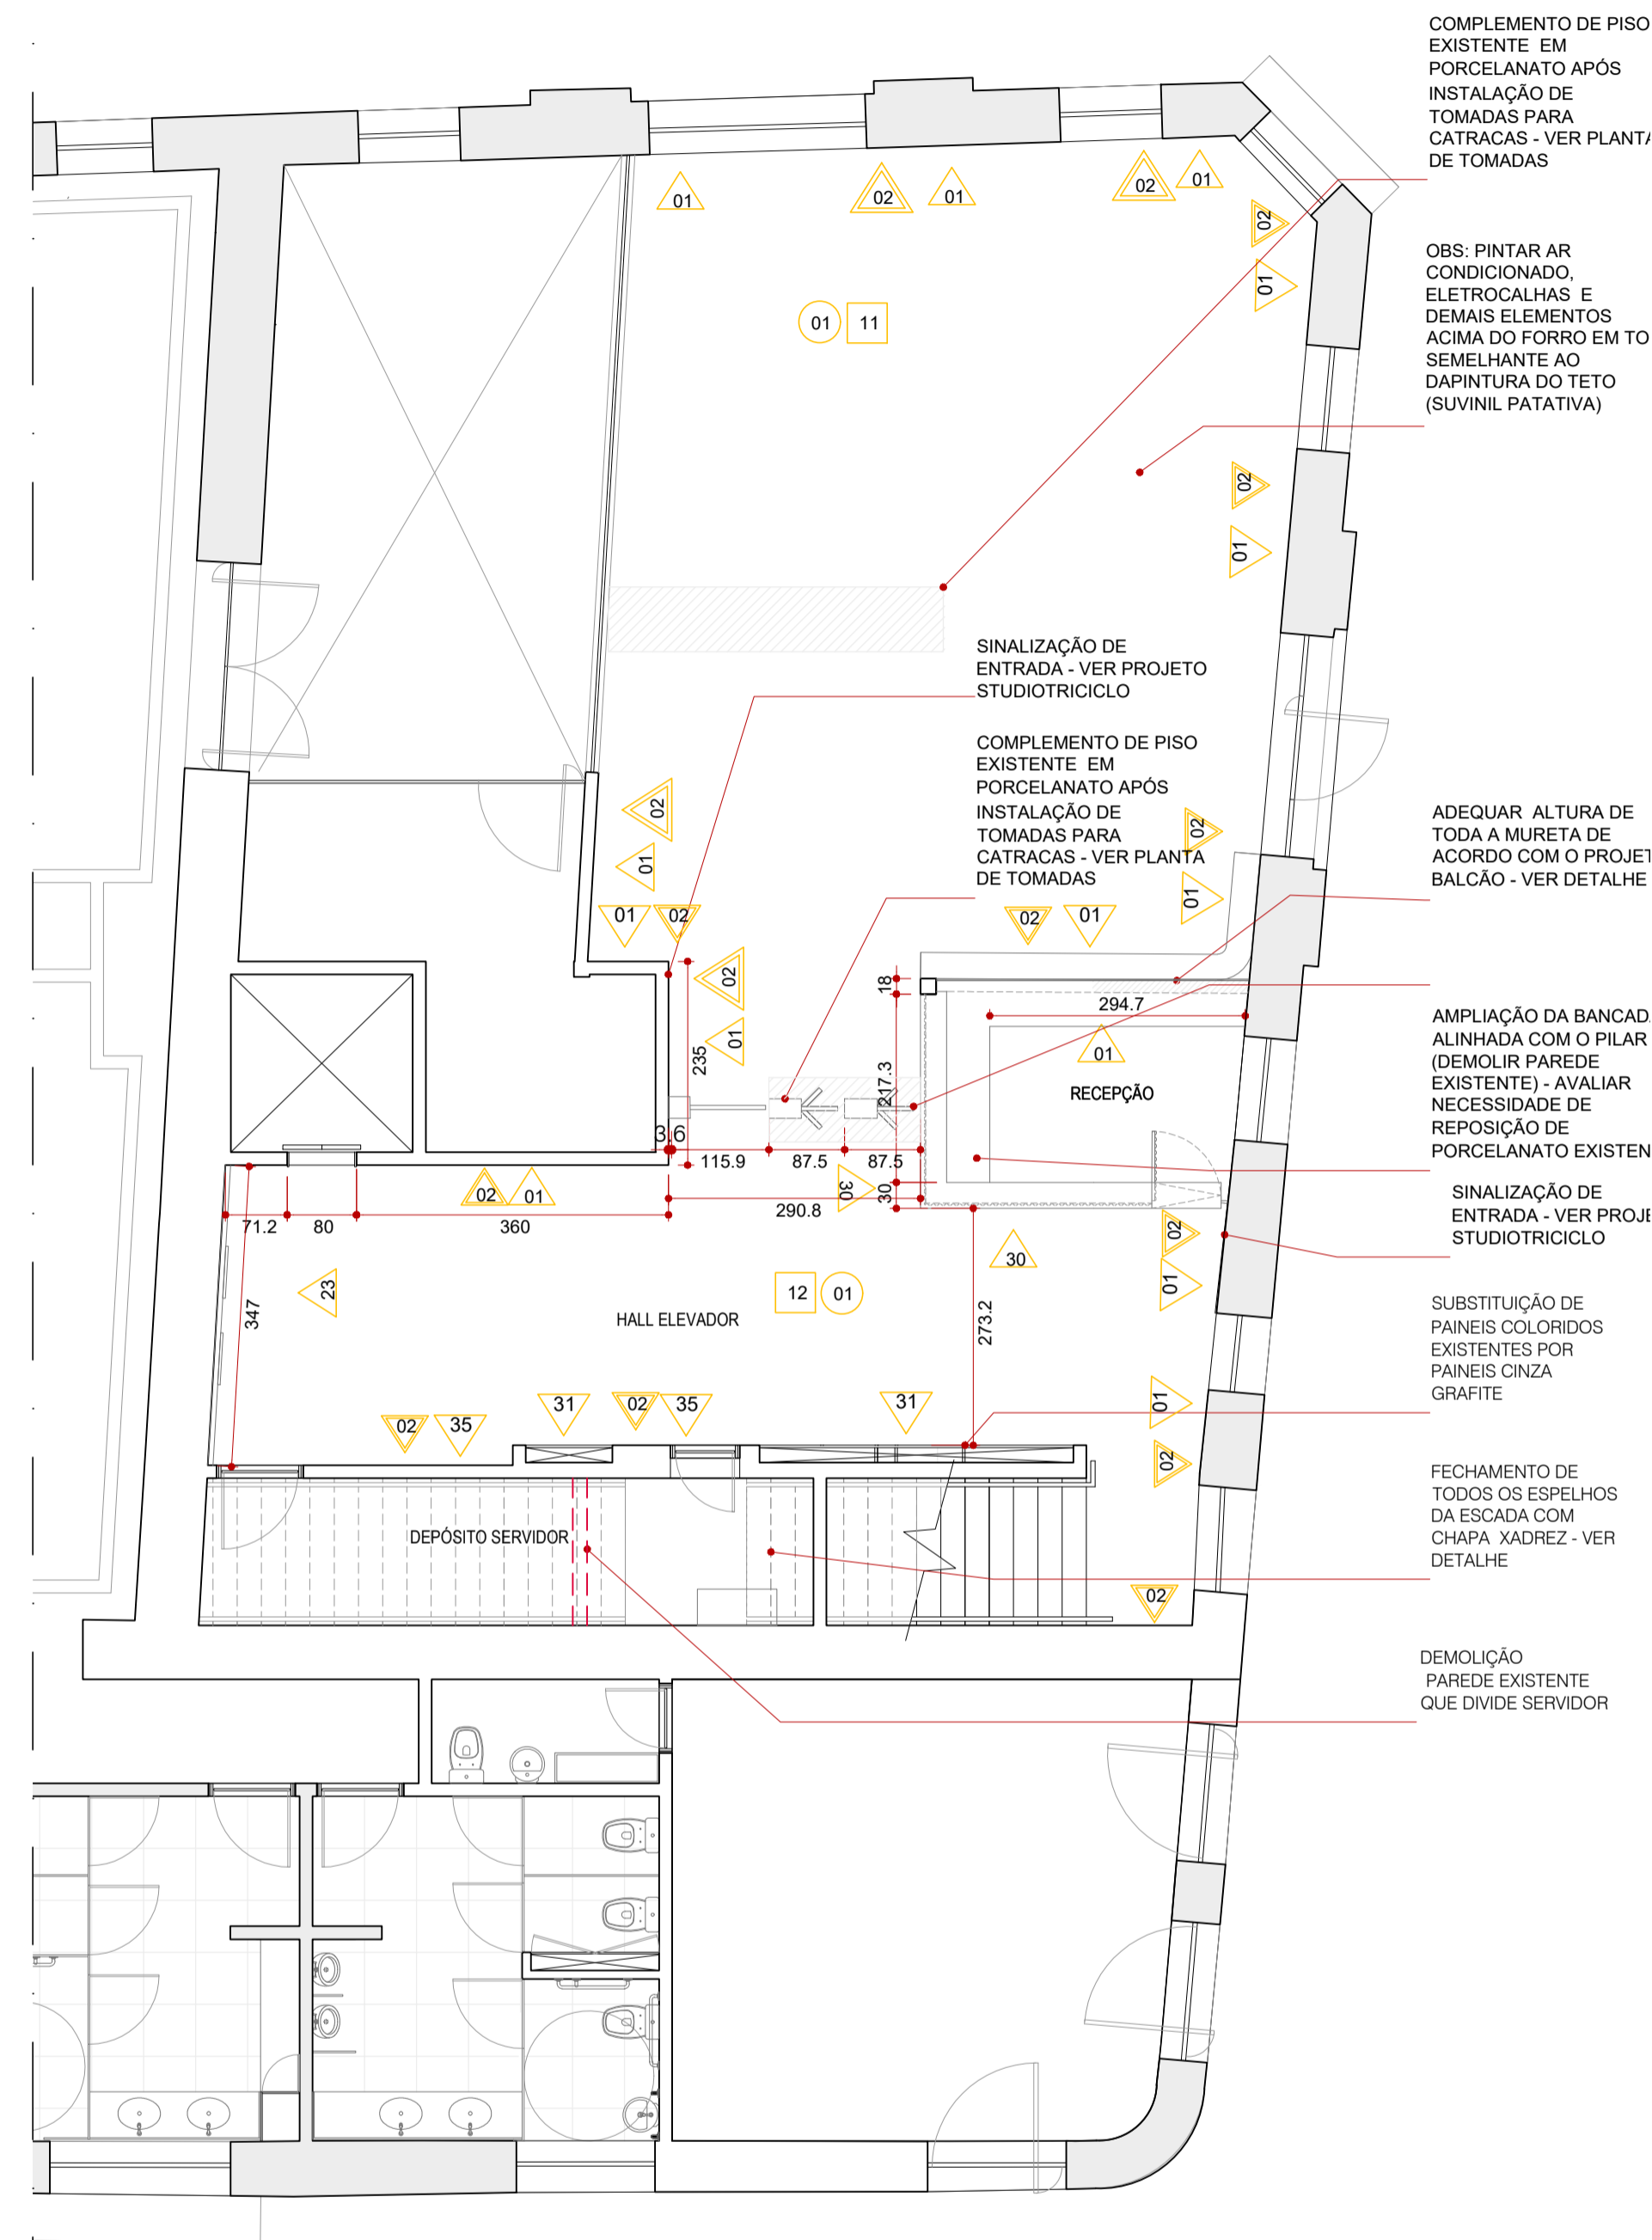 COMPLEMENTO DE PISO
EXISTENTE EM
PORCELANATO APÓS
INSTALAÇÃO DE
TOMADAS PARA
CATRACAS - VER PLANTA
DE TOMADAS
OBS: PINTAR AR
CONDICIONADO,
ELETROCALHAS E
DEMAIS ELEMENTOS
ACIMA DO FORRO EM TO
SEMELHANTE AO
DAPINTURA DO TETO
(SUVINIL PATATIVA)
01
02
01
02
01
02
01
01
11
02
01
SINALIZAÇÃO DE
ENTRADA - VER PROJETO
STUDIOTRICICLO
COMPLEMENTO DE PISO
EXISTENTE EM
PORCELANATO APÓS
INSTALAÇÃO DE
TOMADAS PARA
CATRACAS - VER PLANTA
DE TOMADAS
ADEQUAR ALTURA DE
TODA A MURETA DE
ACORDO COM O PROJET
BALCÃO - VER DETALHE
02
01
02
01
01
02
02
01
02
01
235
18
294.7
217.3
01
RECEPÇÃO
AMPLIAÇÃO DA BANCADA
ALINHADA COM O PILAR
(DEMOLIR PAREDE
EXISTENTE) - AVALIAR
NECESSIDADE DE
REPOSIÇÃO DE
PORCELANATO EXISTEN
3.6
115.9
87.5
87.5
30
30
290.8
02
01
71.2
80
360
SINALIZAÇÃO DE
ENTRADA - VER PROJE
STUDIOTRICICLO
02
01
30
347
23
12
01
HALL ELEVADOR
273.2
SUBSTITUIÇÃO DE
PAINEIS COLORIDOS
EXISTENTES POR
PAINEIS CINZA
GRAFITE
02
35
31
02
35
31
01
02
DEPÓSITO SERVIDOR
FECHAMENTO DE
TODOS OS ESPELHOS
DA ESCADA COM
CHAPA XADREZ - VER
DETALHE
02
DEMOLIÇÃO
PAREDE EXISTENTE
QUE DIVIDE SERVIDOR